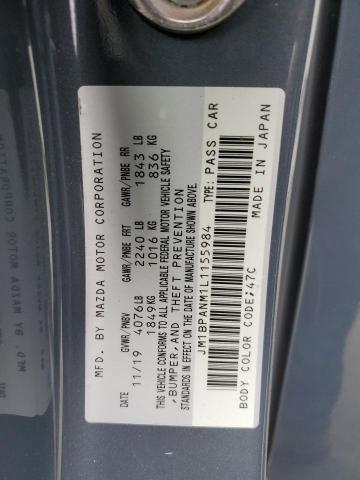 MFD. BY MAZDA MOTOR CORPORATION
DATE GVWR/PNBV GAWR/PNBE FRT GAWR/PNBE RR
11/19 4076LB 2240 LB 1843 LB
1849KG 1016 KG 836 KG
THIS VEHICLE CONFORMS TO ALL APPLICABLE FEDERAL MOTOR VEHICLE SAFETY
,BUMPER, AND THEFT PREVENTION
STANDARDS IN EFFECT ON THE DATE OF MANUFACTURE SHOWN ABOVE.
JM1BPANM1L1155984 TYPE: PASS CAR
BODY COLOR CODE;47C MADE IN JAPAN